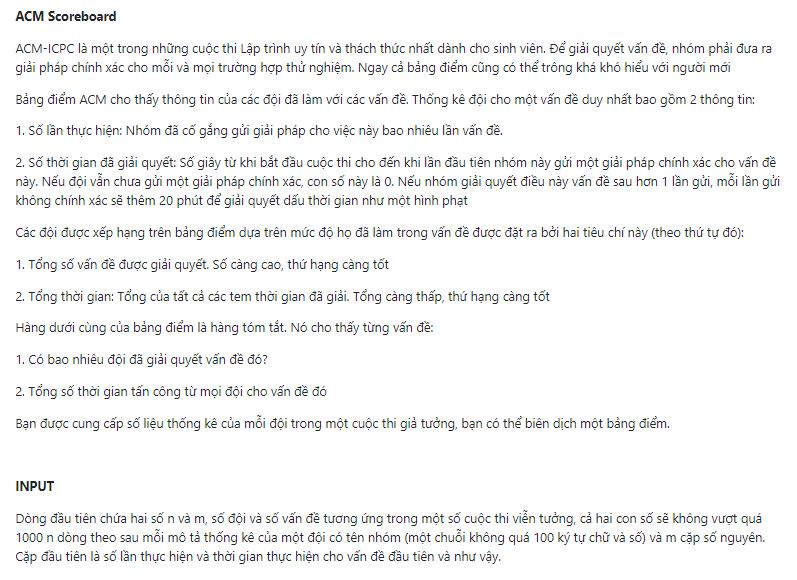 ACM Scoreboard
ACM-ICPC là một trong những cuộc thi Lập trình uy tín và thách thức nhất dành cho sinh viên. Để giải quyết vấn đề, nhóm phải đưa ra
giải pháp chính xác cho mỗi và mọi trường hợp thử nghiệm. Ngay cả bảng điểm cũng có thể trông khá khó hiểu với người mới
Bảng điểm ACM cho thấy thông tin của các đội đã làm với các vấn đề. Thống kê đội cho một vấn đề duy nhất bao gồm 2 thông tin:
1. Số lần thực hiện: Nhóm đã cố gắng gửi giải pháp cho việc này bao nhiêu lần vấn đề.
2. Số thời gian đã giải quyết: Số giây từ khi bắt đầu cuộc thi cho đến khi lần đầu tiên nhóm này gửi một giải pháp chính xác cho vấn đề
này. Nếu đội vẫn chưa gửi một giải pháp chính xác, con số này là 0. Nếu nhóm giải quyết điều này vấn đề sau hơn 1 lần gửi, mỗi lần gửi
không chính xác sẽ thêm 20 phút để giải quyết dấu thời gian như một hình phạt
Các đội được xếp hạng trên bảng điểm dựa trên mức độ họ đã làm trong vấn đề được đặt ra bởi hai tiêu chí này (theo thứ tự đó):
1. Tổng số vấn đề được giải quyết. Số càng cao, thứ hạng càng tốt
2. Tổng thời gian: Tổng của tất cả các tem thời gian đã giải. Tổng càng thấp, thứ hạng càng tốt
Hàng dưới cùng của bảng điểm là hàng tóm tắt. Nó cho thấy từng vấn đề:
1. Có bao nhiêu đội đã giải quyết vấn đề đó?
2. Tổng số thời gian tấn công từ mọi đội cho vấn đề đó
Bạn được cung cấp số liệu thống kê của mỗi đội trong một cuộc thi giả tưởng, bạn có thể biên dịch một bảng điểm.
INPUT
Dòng đầu tiên chứa hai số n và m, số đội và số vấn đề tương ứng trong một số cuộc thi viễn tưởng, cả hai con số sẽ không vượt quá
1000 n dòng theo sau mỗi mô tả thống kê của một đội có tên nhóm (một chuỗi không quá 100 ký tự chữ và số) và m cặp số nguyên.
Cặp đầu tiên là số lần thực hiện và thời gian thực hiện cho vấn đề đầu tiên và như vậy.